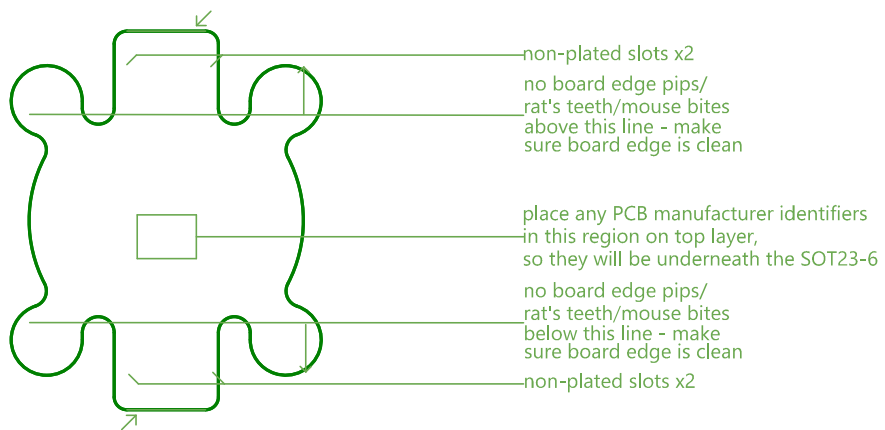 non-plated slots x2
no board edge pips/
rat's teeth/mouse bites
above this line - make
sure board edge is clean
place any PCB manufacturer identifiers
in this region on top layer,
so they will be underneath the SOT23-6
no board edge pips/
rat's teeth/mouse bites
below this line - make
sure board edge is clean
non-plated slots x2